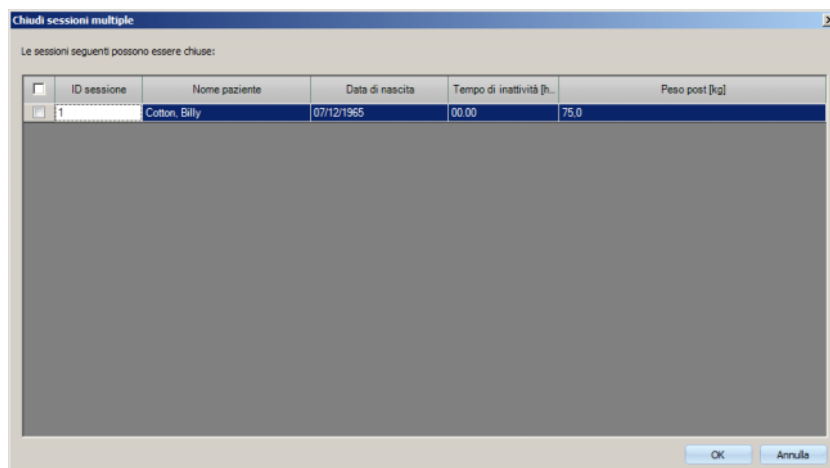 Chiudi sessioni multiple
Le sessioni seguenti possono essere chiuse:
ID sessione Nome paziente Data di nascita Tempo di inattività [h... Peso post [kg]
1 Cotton, Billy 07/12/1965 00.00 75,0
OK Annulla